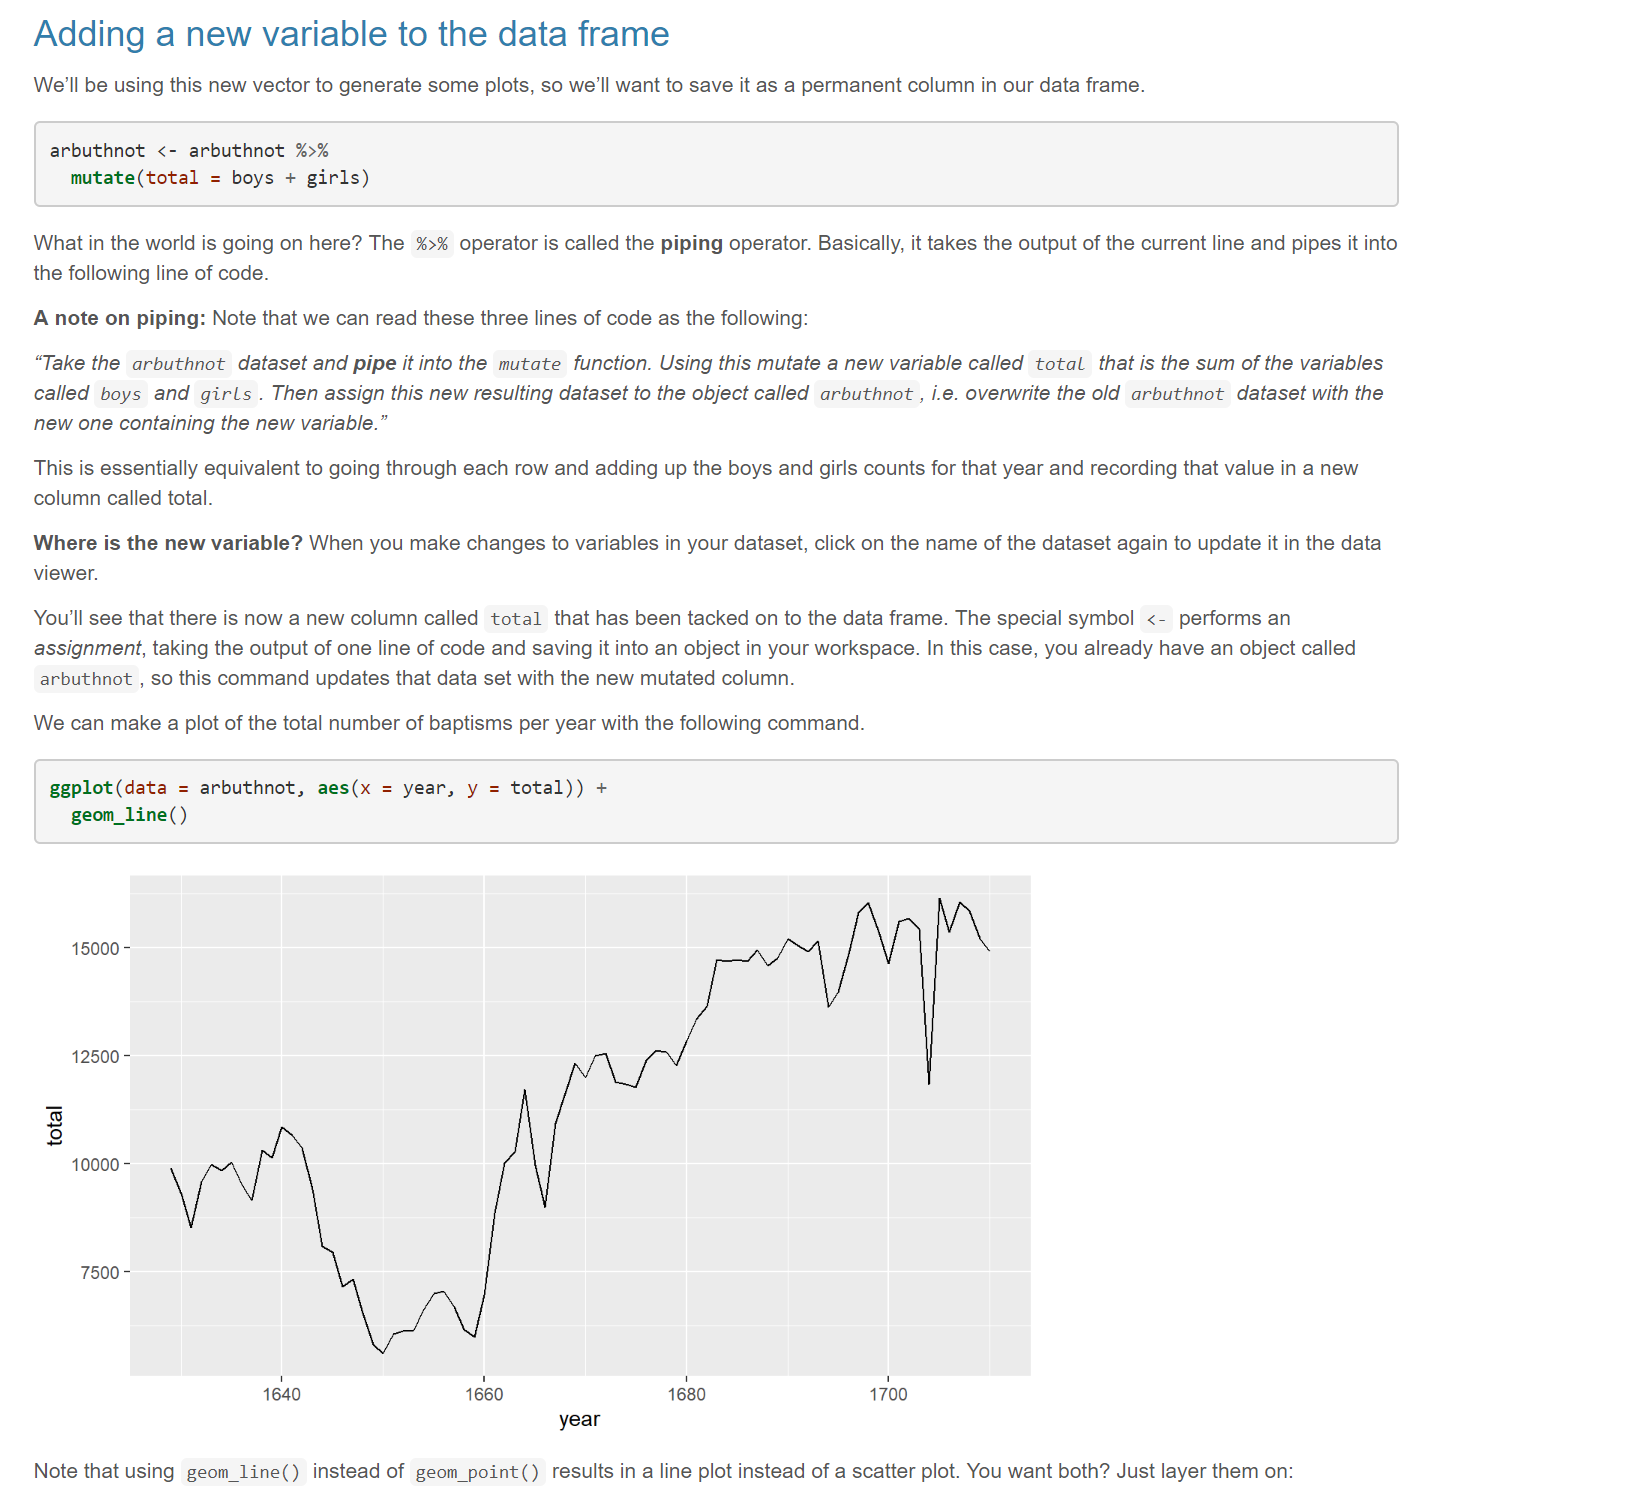 Adding a new variable to the data frame
We’ll be using this new vector to generate some plots, so we’ll want to save it as a permanent column in our data frame.
arbuthnot <- arbuthnot %>%
  mutate(total = boys + girls)
What in the world is going on here? The %>% operator is called the piping operator. Basically, it takes the output of the current line and pipes it into
the following line of code.
A note on piping: Note that we can read these three lines of code as the following:
“Take the arbuthnot dataset and pipe it into the mutate function. Using this mutate a new variable called total that is the sum of the variables
called boys and girls . Then assign this new resulting dataset to the object called arbuthnot , i.e. overwrite the old arbuthnot dataset with the
new one containing the new variable.”
This is essentially equivalent to going through each row and adding up the boys and girls counts for that year and recording that value in a new
column called total.
Where is the new variable? When you make changes to variables in your dataset, click on the name of the dataset again to update it in the data
viewer.
You’ll see that there is now a new column called total that has been tacked on to the data frame. The special symbol <- performs an
assignment, taking the output of one line of code and saving it into an object in your workspace. In this case, you already have an object called
arbuthnot , so this command updates that data set with the new mutated column.
We can make a plot of the total number of baptisms per year with the following command.
ggplot(data = arbuthnot, aes(x = year, y = total)) +
  geom_line()
15000
12500
10000
7500
total
1640 1660 1680 1700
year
Note that using geom_line() instead of geom_point() results in a line plot instead of a scatter plot. You want both? Just layer them on: